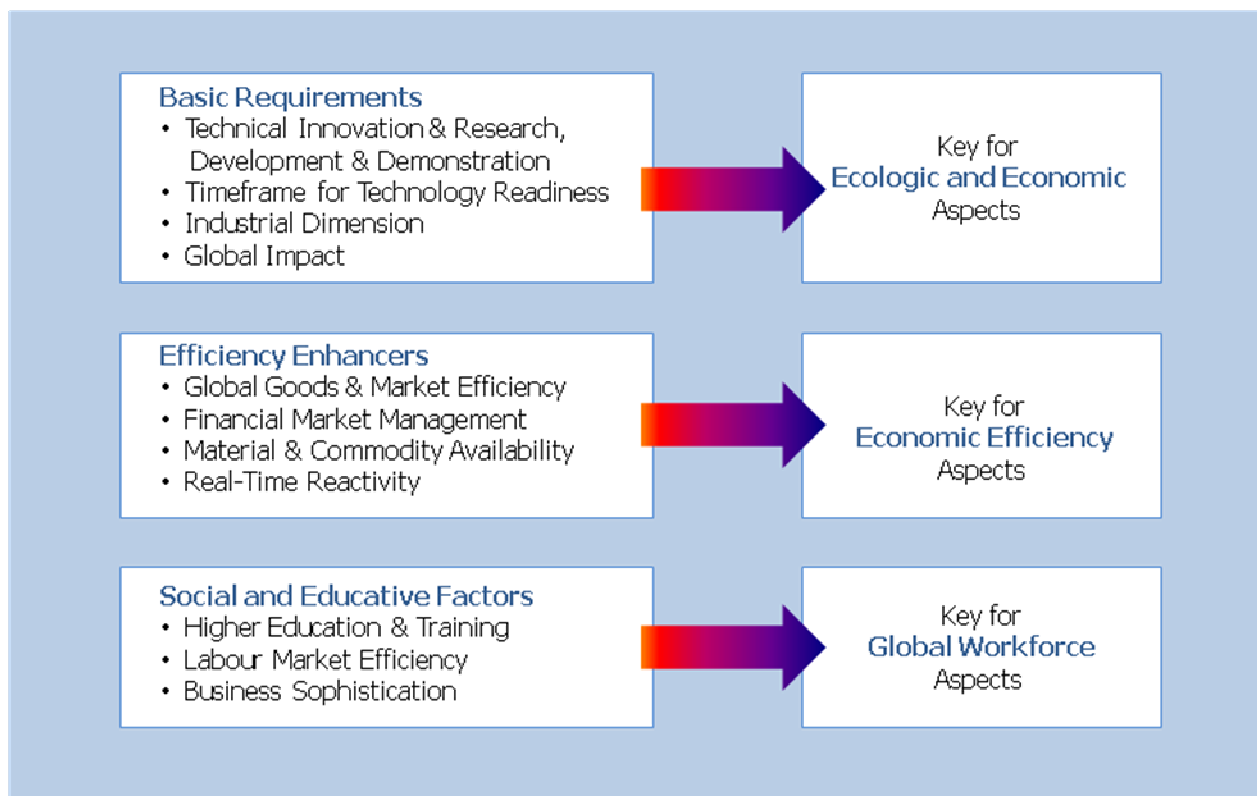 Basic Requirements
• Technical Innovation & Research,
Development & Demonstration
• Timeframe for Technology Readiness
• Industrial Dimension
• Global Impact
Key for
Ecologic and Economic
Aspects
Efficiency Enhancers
• Global Goods & Market Efficiency
• Financial Market Management
• Material & Commodity Availability
• Real-Time Reactivity
Key for
Economic Efficiency
Aspects
Social and Educative Factors
• Higher Education & Training
• Labour Market Efficiency
• Business Sophistication
Key for
Global Workforce
Aspects